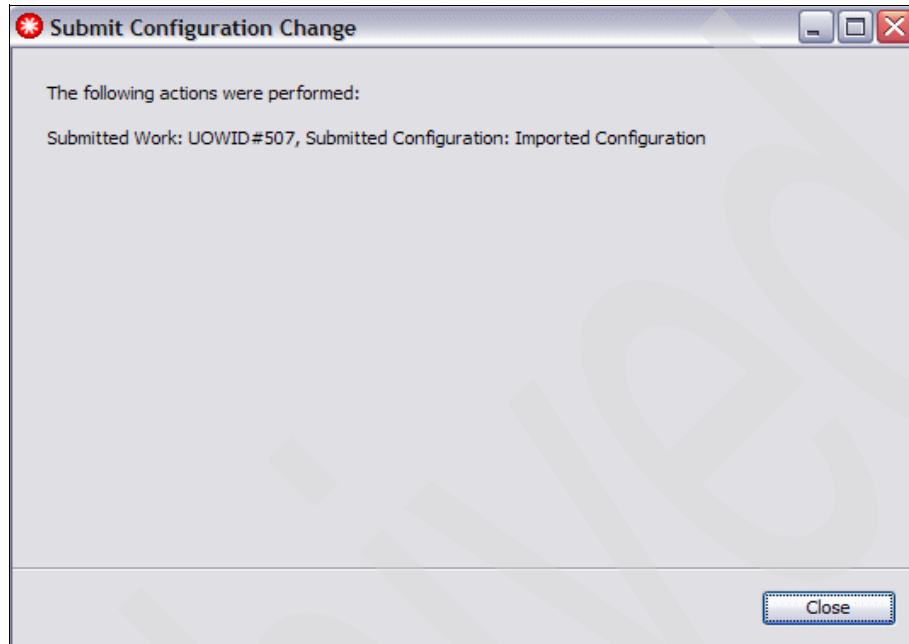 Submit Configuration Change
The following actions were performed:
Submitted Work: UOWID#507, Submitted Configuration: Imported Configuration
Close